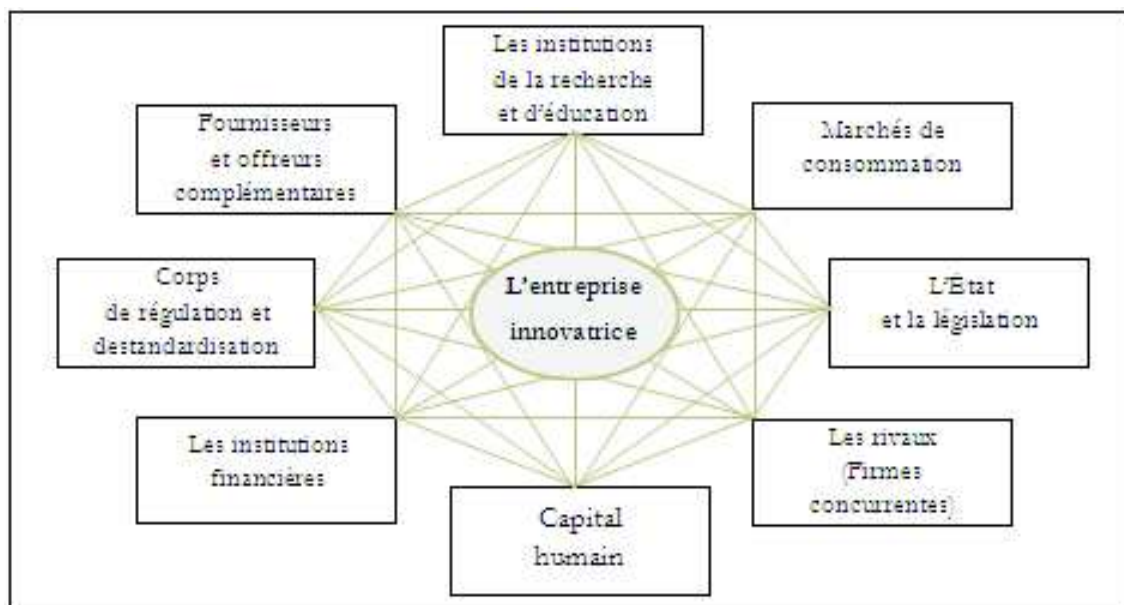 Les institutions
de la recherche
et d'éducation
Fournisseurs
et offreurs
complémentaires
Marchés de
consommation
Corps
de régulation et
destandardisation
L'entreprise
innovatrice
L'État
et la législation
Les institutions
financières
Capital
humain
Les rivaux
(Firmes
concurrentes)